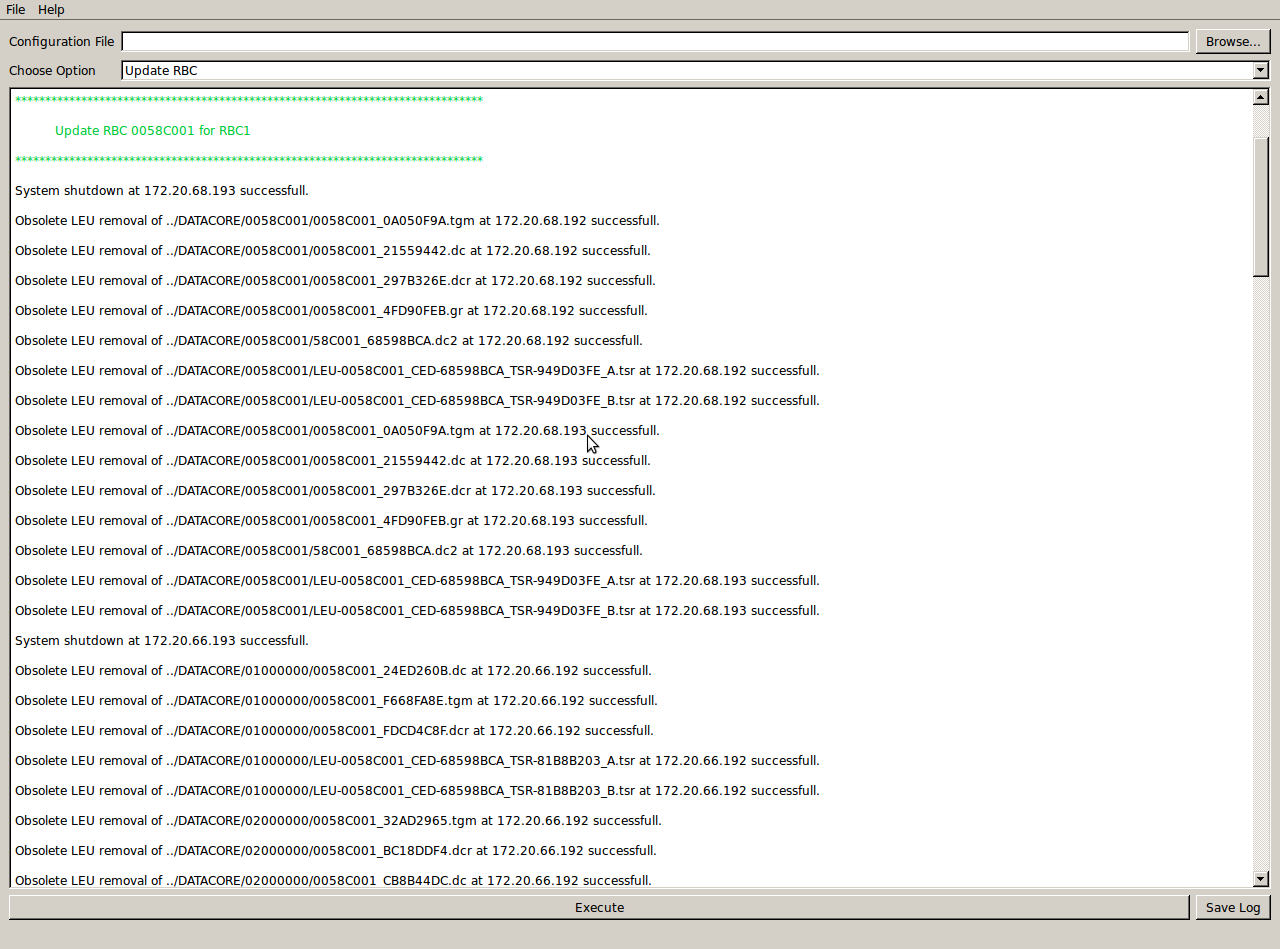 File Help
Configuration File Browse...
Choose Option Update RBC
******************************************************************************
Update RBC 0058C001 for RBC1
******************************************************************************
System shutdown at 172.20.68.193 successfull.
Obsolete LEU removal of ../DATACORE/0058C001/0058C001_0A050F9A.tgm at 172.20.68.192 successfull.
Obsolete LEU removal of ../DATACORE/0058C001/0058C001_21559442.dc at 172.20.68.192 successfull.
Obsolete LEU removal of ../DATACORE/0058C001/0058C001_297B326E.dcr at 172.20.68.192 successfull.
Obsolete LEU removal of ../DATACORE/0058C001/0058C001_4FD90FEB.gr at 172.20.68.192 successfull.
Obsolete LEU removal of ../DATACORE/0058C001/58C001_68598BCA.dc2 at 172.20.68.192 successfull.
Obsolete LEU removal of ../DATACORE/0058C001/LEU-0058C001_CED-68598BCA_TSR-949D03FE_A.tsr at 172.20.68.192 successfull.
Obsolete LEU removal of ../DATACORE/0058C001/LEU-0058C001_CED-68598BCA_TSR-949D03FE_B.tsr at 172.20.68.192 successfull.
Obsolete LEU removal of ../DATACORE/0058C001/0058C001_0A050F9A.tgm at 172.20.68.193 successfull.
Obsolete LEU removal of ../DATACORE/0058C001/0058C001_21559442.dc at 172.20.68.193 successfull.
Obsolete LEU removal of ../DATACORE/0058C001/0058C001_297B326E.dcr at 172.20.68.193 successfull.
Obsolete LEU removal of ../DATACORE/0058C001/0058C001_4FD90FEB.gr at 172.20.68.193 successfull.
Obsolete LEU removal of ../DATACORE/0058C001/58C001_68598BCA.dc2 at 172.20.68.193 successfull.
Obsolete LEU removal of ../DATACORE/0058C001/LEU-0058C001_CED-68598BCA_TSR-949D03FE_A.tsr at 172.20.68.193 successfull.
Obsolete LEU removal of ../DATACORE/0058C001/LEU-0058C001_CED-68598BCA_TSR-949D03FE_B.tsr at 172.20.68.193 successfull.
System shutdown at 172.20.66.193 successfull.
Obsolete LEU removal of ../DATACORE/01000000/0058C001_24ED260B.dc at 172.20.66.192 successfull.
Obsolete LEU removal of ../DATACORE/01000000/0058C001_F668FA8E.tgm at 172.20.66.192 successfull.
Obsolete LEU removal of ../DATACORE/01000000/0058C001_FDCD4C8F.dcr at 172.20.66.192 successfull.
Obsolete LEU removal of ../DATACORE/01000000/LEU-0058C001_CED-68598BCA_TSR-81B8B203_A.tsr at 172.20.66.192 successfull.
Obsolete LEU removal of ../DATACORE/01000000/LEU-0058C001_CED-68598BCA_TSR-81B8B203_B.tsr at 172.20.66.192 successfull.
Obsolete LEU removal of ../DATACORE/02000000/0058C001_32AD2965.tgm at 172.20.66.192 successfull.
Obsolete LEU removal of ../DATACORE/02000000/0058C001_BC18DDF4.dcr at 172.20.66.192 successfull.
Obsolete LEU removal of ../DATACORE/02000000/0058C001_CB8B44DC.dc at 172.20.66.192 successfull.
Execute Save Log